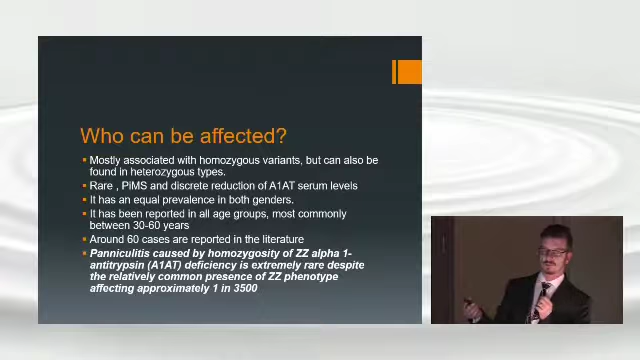 Who can be affected?
Mostly associated with homozygous variants, but can also be
found in heterozygous types.
Rare , PiMS and discrete reduction of A1AT serum levels
It has an equal prevalence in both genders.
It has been reported in all age groups, most commonly
between 30-60 years
Around 60 cases are reported in the literature
Panniculitis caused by homozygosity of ZZ alpha 1-
antitrypsin (A1AT) deficiency is extremely rare despite
the relatively common presence of ZZ phenotype
affecting approximately 1 in 3500